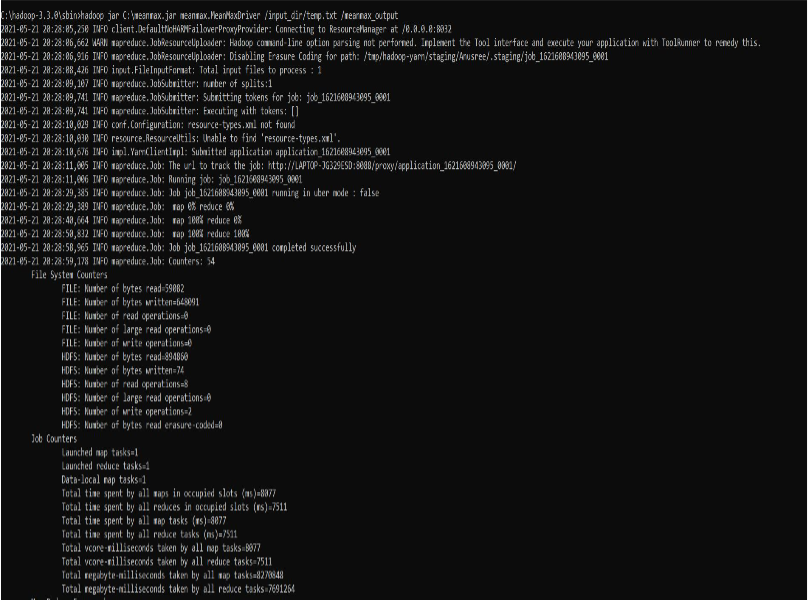 C:\hadoop-3.3.0\sbin>hadoop jar C:\meanmax.jar meanmax.MeanMaxDriver /input_dir/temp.txt /meanmax_output
2021-05-21 20:28:05,250 INFO client.DefaultNoHARMFailoverProxyProvider: Connecting to ResourceManager at /0.0.0.0:8032
2021-05-21 20:28:06,662 WARN mapreduce.JobResourceUploader: Hadoop command-line option parsing not performed. Implement the Tool interface and execute your application with ToolRunner to remedy this.
2021-05-21 20:28:06,916 INFO mapreduce.JobResourceUploader: Disabling Erasure Coding for path: /tmp/hadoop-yarn/staging/Anusree/.staging/job_1621608943095_0001
2021-05-21 20:28:08,426 INFO input.FileInputFormat: Total input files to process : 1
2021-05-21 20:28:09,107 INFO mapreduce.JobSubmitter: number of splits:1
2021-05-21 20:28:09,741 INFO mapreduce.JobSubmitter: Submitting tokens for job: job_1621608943095_0001
2021-05-21 20:28:09,741 INFO mapreduce.JobSubmitter: Executing with tokens: []
2021-05-21 20:28:10,029 INFO conf.Configuration: resource-types.xml not found
2021-05-21 20:28:10,030 INFO resource.ResourceUtils: Unable to find 'resource-types.xml'.
2021-05-21 20:28:10,676 INFO impl.YarnClientImpl: Submitted application application_1621608943095_0001
2021-05-21 20:28:11,005 INFO mapreduce.Job: The url to track the job: http://LAPTOP-JG329ESD:8088/proxy/application_1621608943095_0001/
2021-05-21 20:28:11,006 INFO mapreduce.Job: Running job: job_1621608943095_0001
2021-05-21 20:28:29,385 INFO mapreduce.Job: Job job_1621608943095_0001 running in uber mode : false
2021-05-21 20:28:29,389 INFO mapreduce.Job:  map 0% reduce 0%
2021-05-21 20:28:40,664 INFO mapreduce.Job:  map 100% reduce 0%
2021-05-21 20:28:50,832 INFO mapreduce.Job:  map 100% reduce 100%
2021-05-21 20:28:58,965 INFO mapreduce.Job: Job job_1621608943095_0001 completed successfully
2021-05-21 20:28:59,178 INFO mapreduce.Job: Counters: 54
File System Counters
FILE: Number of bytes read=59082
FILE: Number of bytes written=648091
FILE: Number of read operations=0
FILE: Number of large read operations=0
FILE: Number of write operations=0
HDFS: Number of bytes read=894860
HDFS: Number of bytes written=74
HDFS: Number of read operations=8
HDFS: Number of large read operations=0
HDFS: Number of write operations=2
HDFS: Number of bytes read erasure-coded=0
Job Counters
Launched map tasks=1
Launched reduce tasks=1
Data-local map tasks=1
Total time spent by all maps in occupied slots (ms)=8077
Total time spent by all reduces in occupied slots (ms)=7511
Total time spent by all map tasks (ms)=8077
Total time spent by all reduce tasks (ms)=7511
Total vcore-milliseconds taken by all map tasks=8077
Total vcore-milliseconds taken by all reduce tasks=7511
Total megabyte-milliseconds taken by all map tasks=8270848
Total megabyte-milliseconds taken by all reduce tasks=7691264